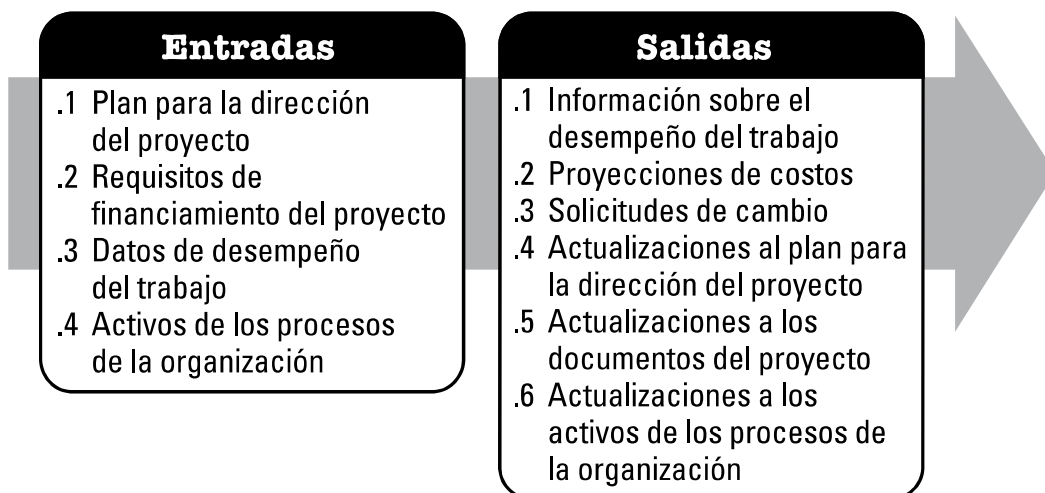 Entradas
.1 Plan para la dirección
del proyecto
.2 Requisitos de
financiamiento del proyecto
.3 Datos de desempeño
del trabajo
.4 Activos de los procesos
de la organización
Salidas
.1 Información sobre el
desempeño del trabajo
.2 Proyecciones de costos
.3 Solicitudes de cambio
.4 Actualizaciones al plan para
la dirección del proyecto
.5 Actualizaciones a los
documentos del proyecto
.6 Actualizaciones a los
activos de los procesos de
la organización